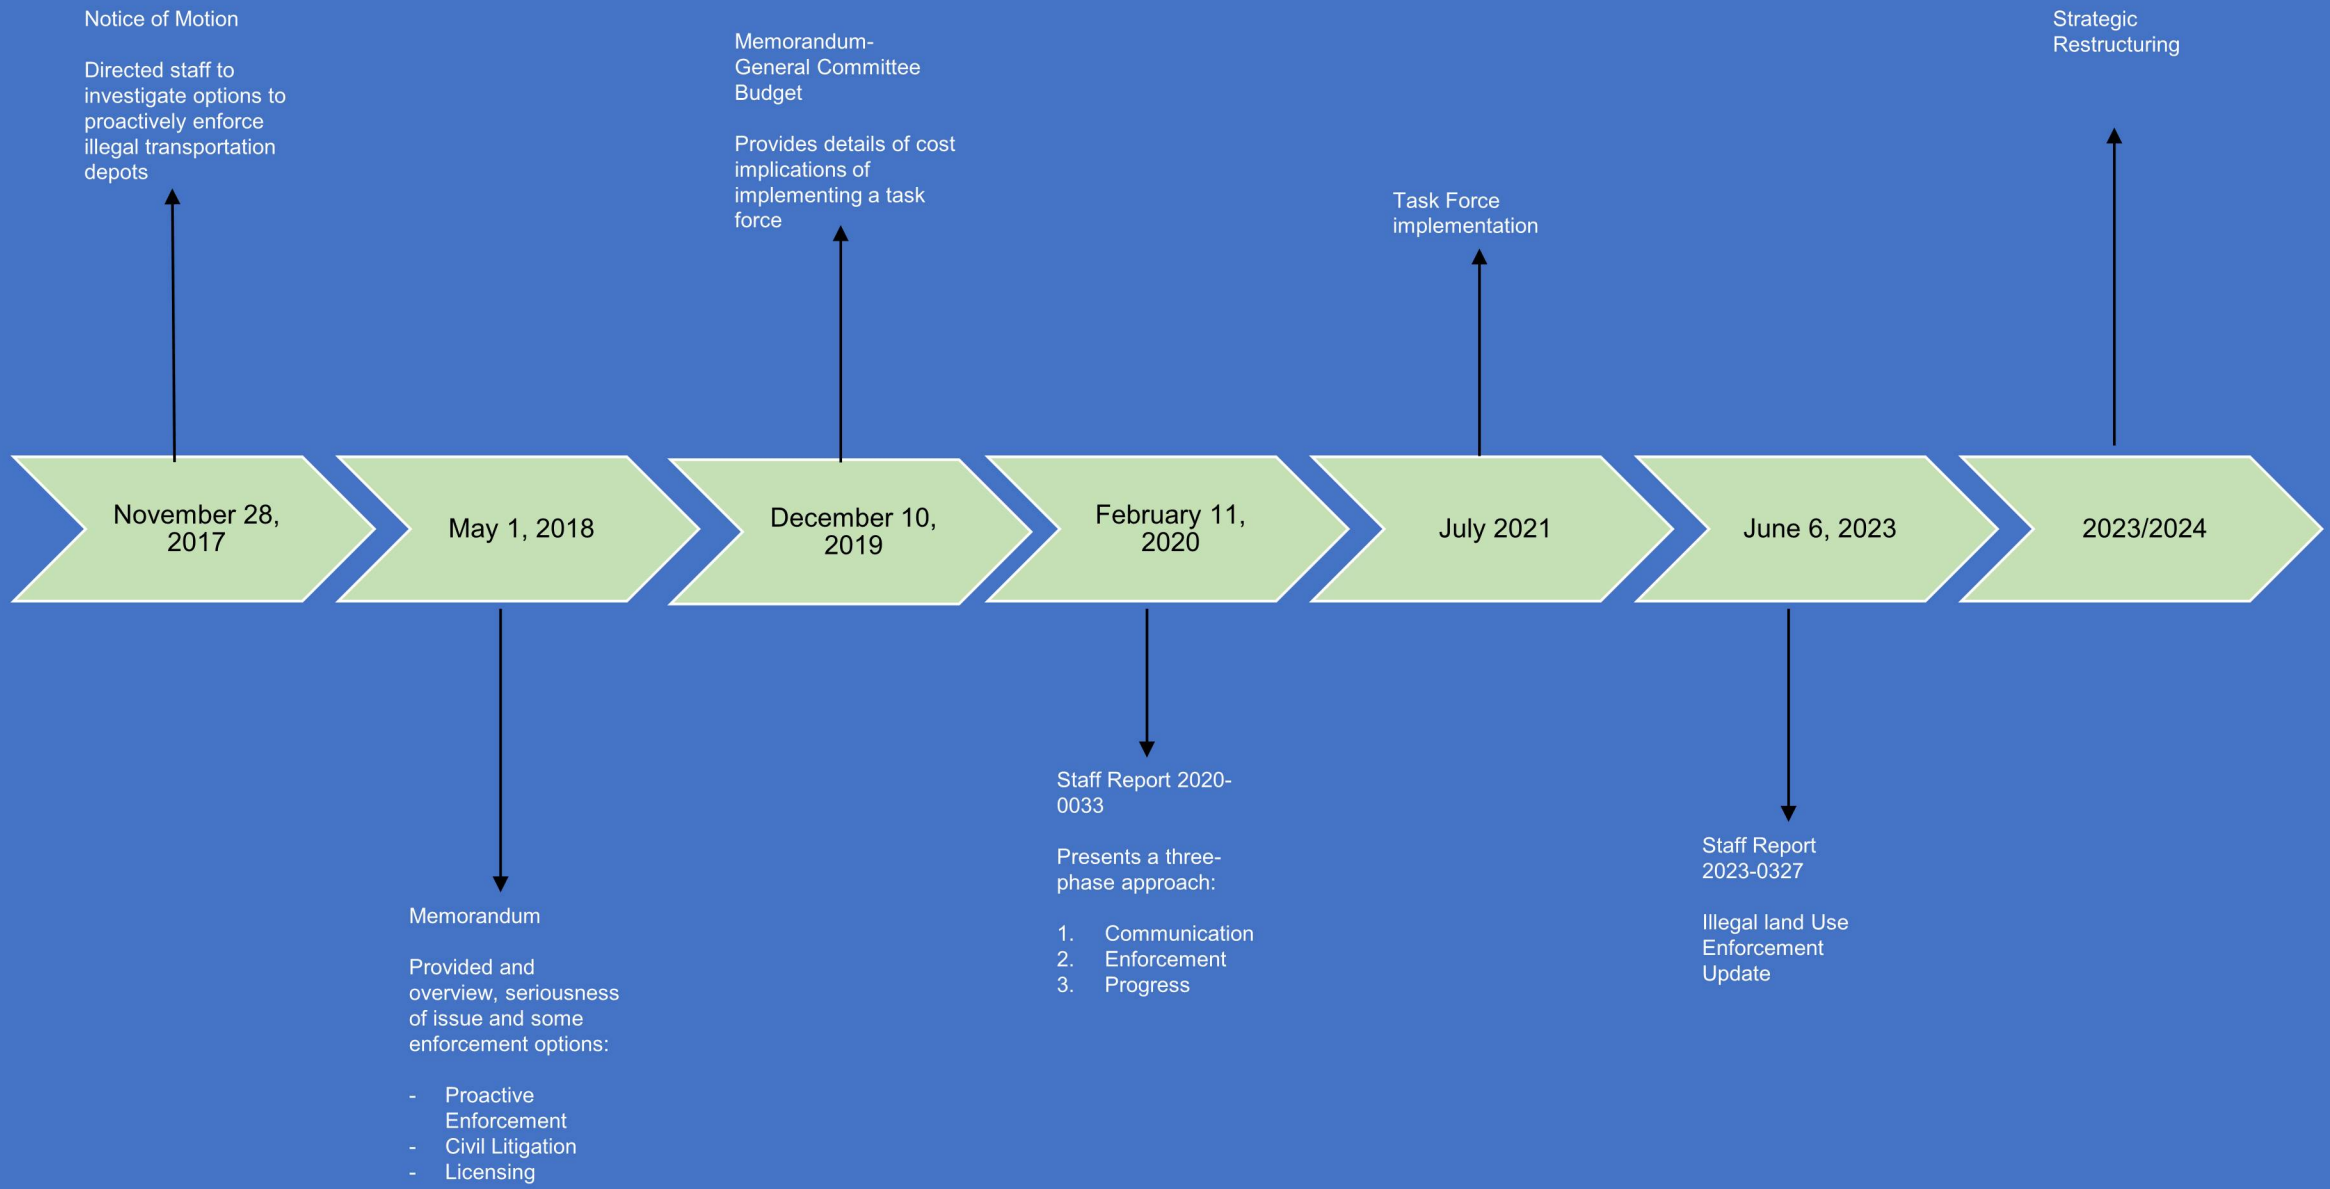 Notice of Motion
Directed staff to
investigate options to
proactively enforce
illegal transportation
depots
Memorandum-
General Committee
Budget
Provides details of cost
implications of
implementing a task
force
Task Force
implementation
Strategic
Restructuring
November 28,
2017
May 1, 2018
December 10,
2019
February 11,
2020
July 2021
June 6, 2023
2023/2024
Memorandum
Provided and
overview, seriousness
of issue and some
enforcement options:
- Proactive
Enforcement
- Civil Litigation
- Licensing
Staff Report 2020-
0033
Presents a three-
phase approach:
1. Communication
2. Enforcement
3. Progress
Staff Report
2023-0327
Illegal land Use
Enforcement
Update